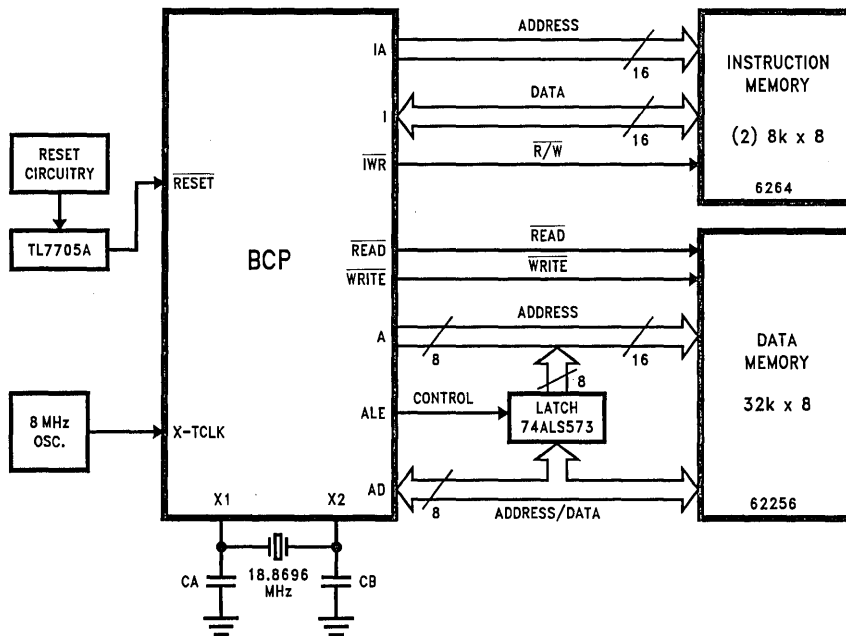 RESET
CIRCUITRY
TL7705A
8 MHz
OSC.
BCP
RESET
X-TCLK
X1
X2
IA
I
IWR
READ
WRITE
A
ALE
AD
CA
18.8696
MHz
CB
ADDRESS
16
DATA
16
R/W
READ
WRITE
ADDRESS
8
16
8
CONTROL
LATCH
74ALS573
8
ADDRESS/DATA
INSTRUCTION
MEMORY
(2) 8k x 8
6264
DATA
MEMORY
32k x 8
62256